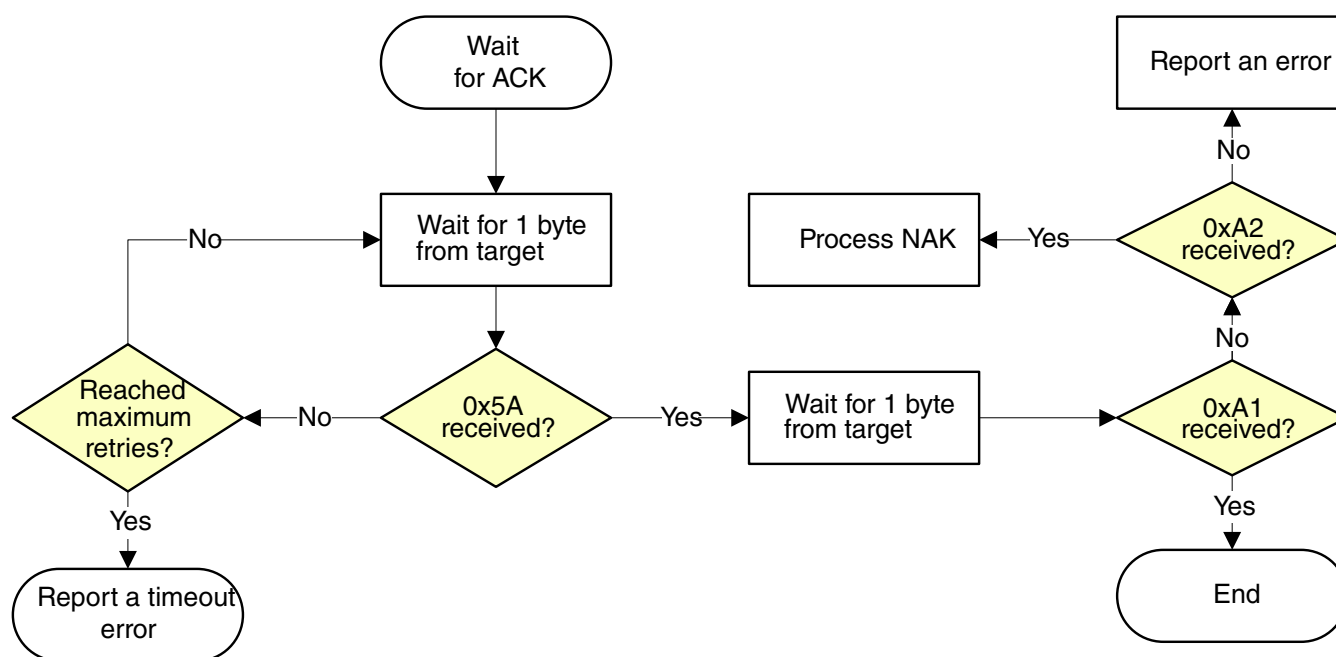 Wait
for ACK
Report an error
No
Wait for 1 byte
from target
No
Process NAK
Yes
0xA2
received?
No
Reached
maximum
retries?
No
0x5A
received?
Yes
Wait for 1 byte
from target
0xA1
received?
Yes
Yes
Report a timeout
error
End